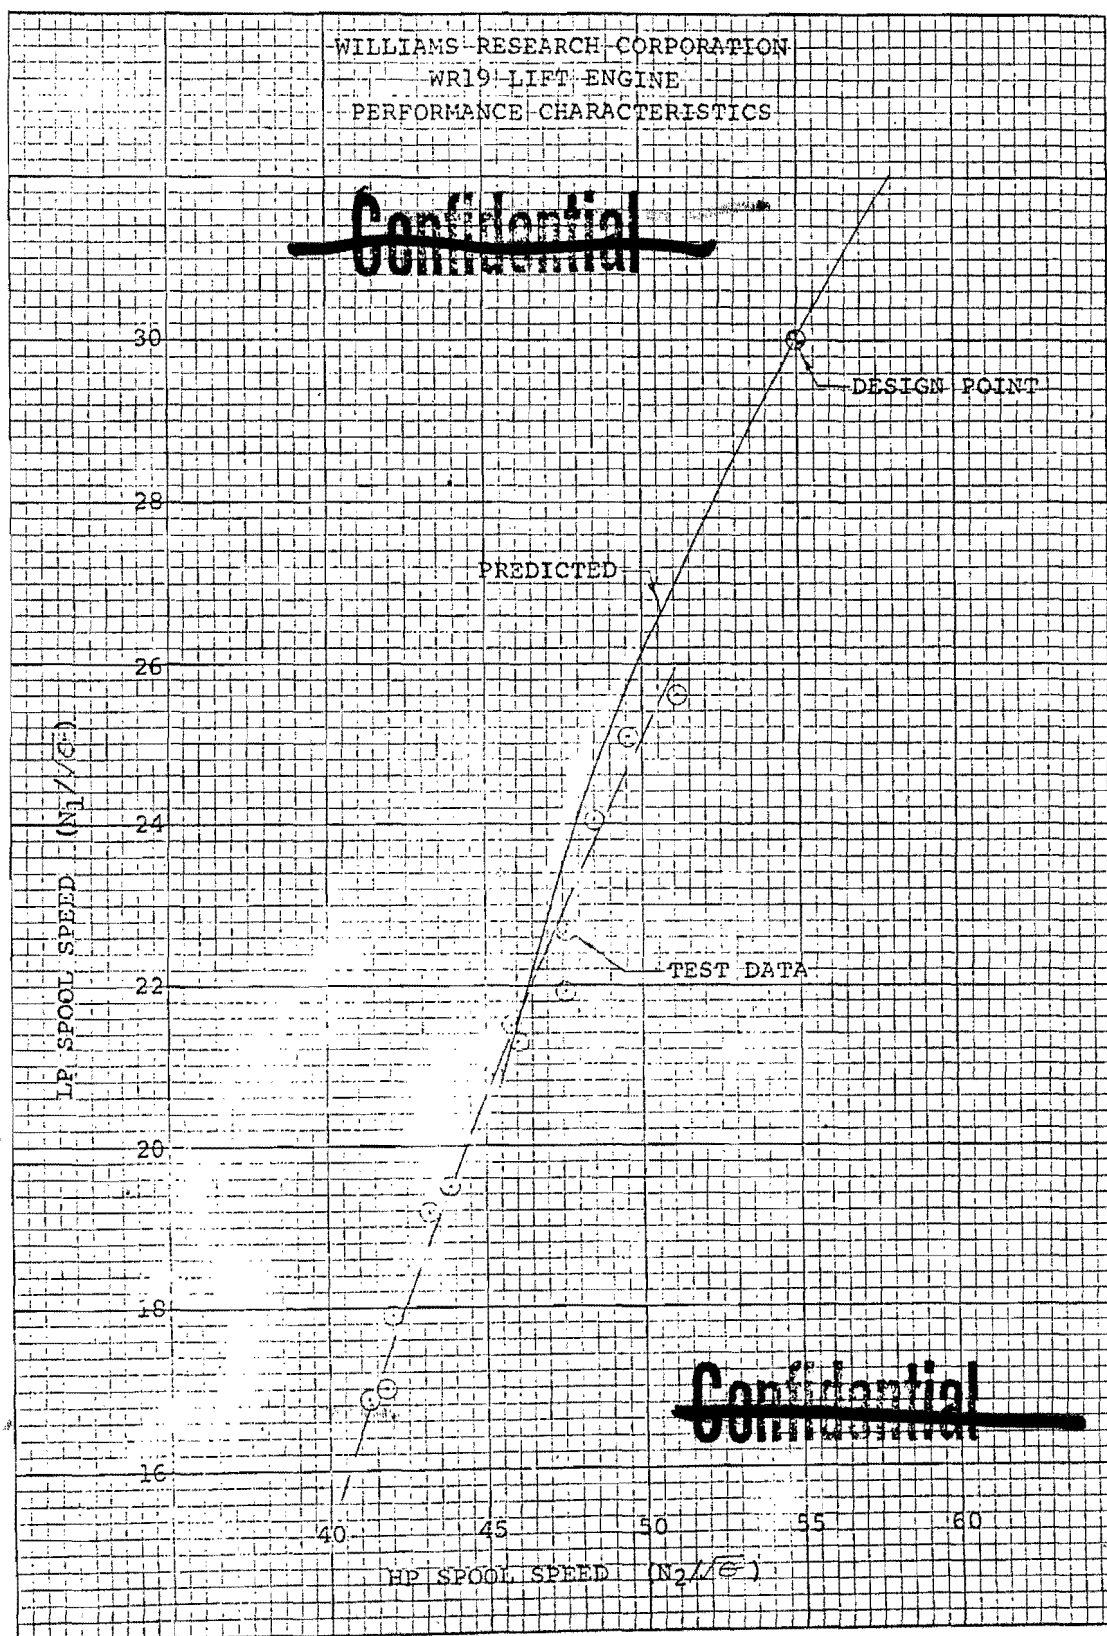 WILLIAMS RESEARCH CORPORATION
WR19 LIFT ENGINE
PERFORMANCE CHARACTERISTICS
Confidential
30
DESIGN POINT
28
PREDICTED
26
LP SPOOL SPEED (N1/√θ)
24
TEST DATA
22
20
18
Confidential
16
40 45 50 55 60
HP SPOOL SPEED (N2/√θ)